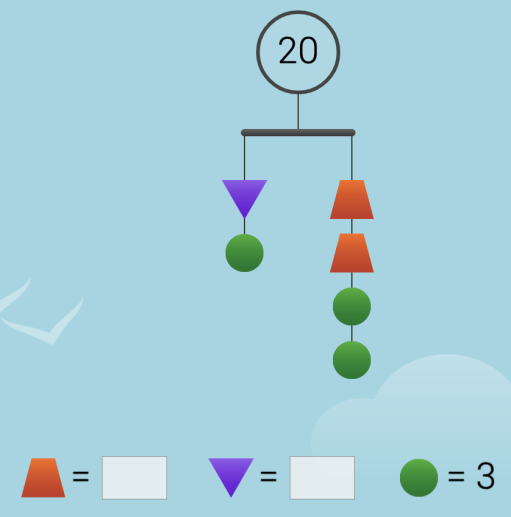 20
= = = 3